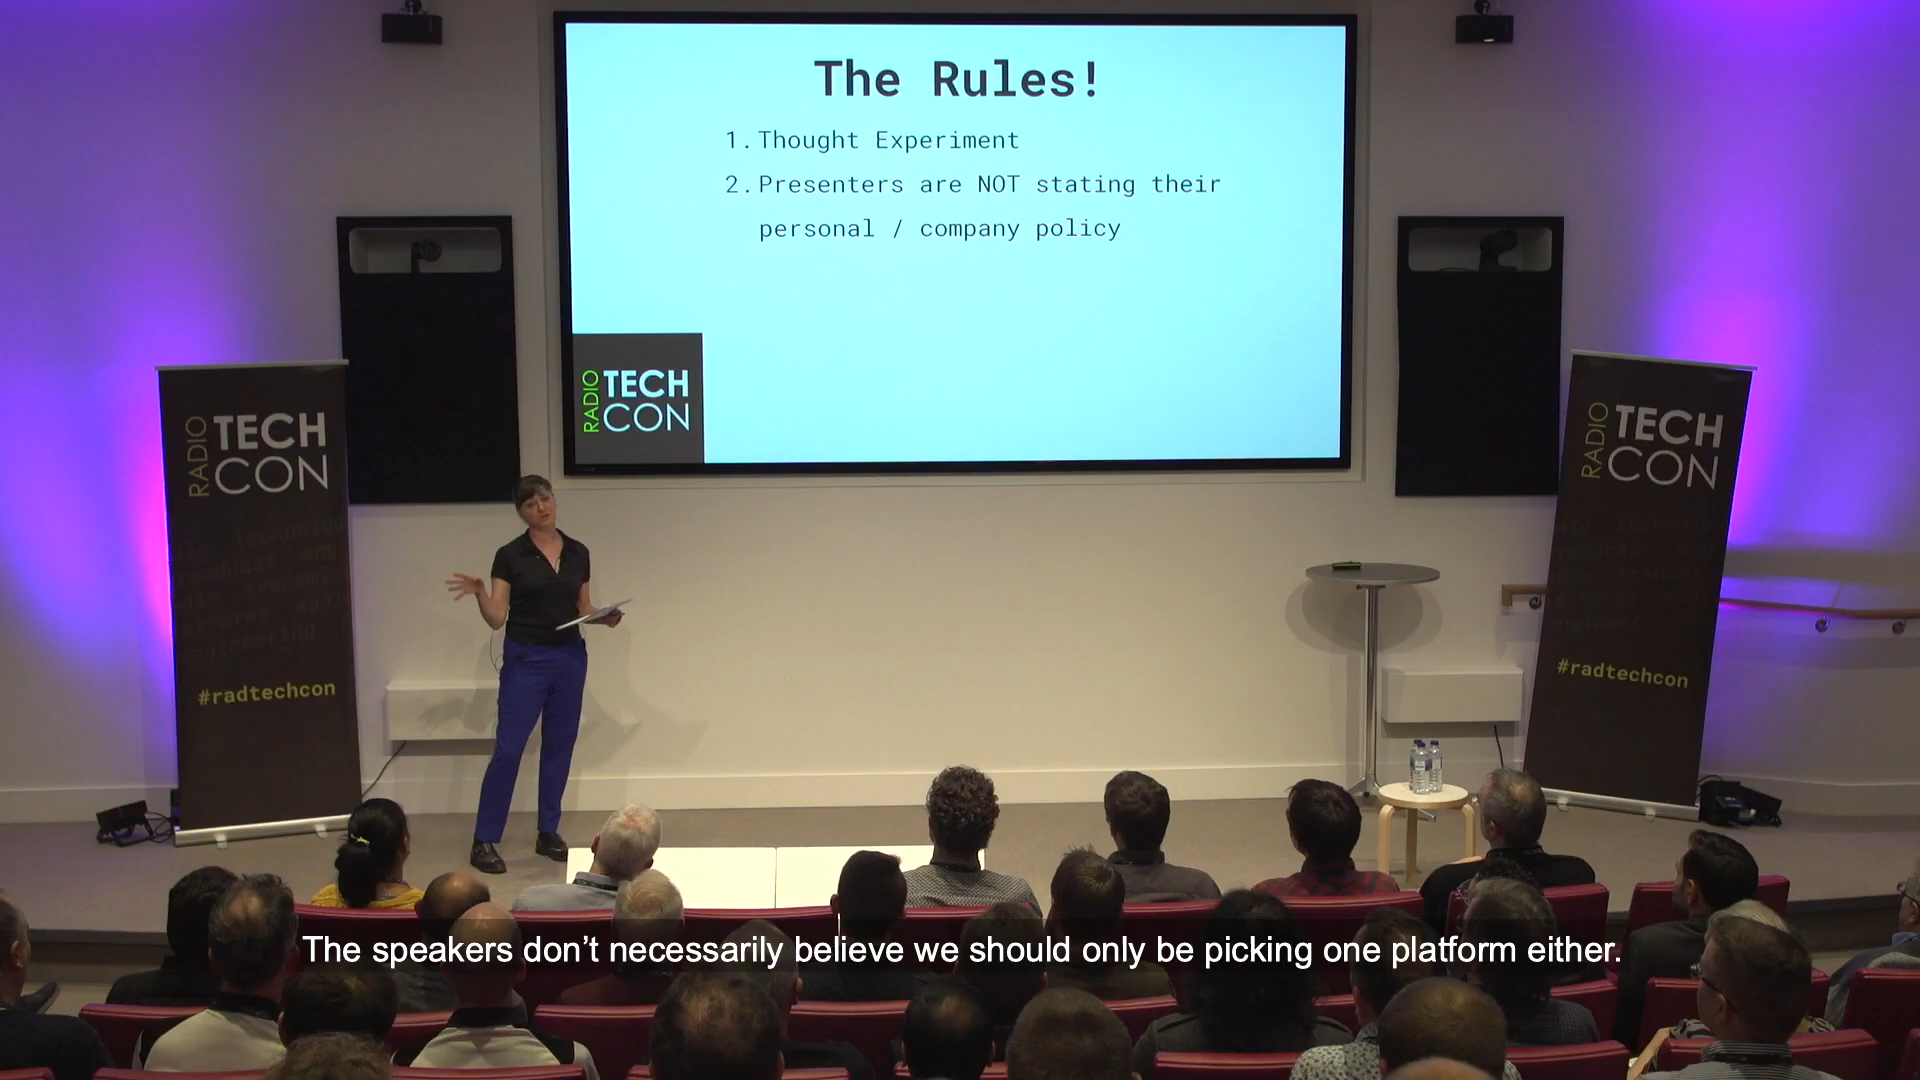 The Rules!
1. Thought Experiment
2. Presenters are NOT stating their
personal / company policy
RADIO
TECH
CON
RADIO
TECH
CON
#radtechcon
RADIO
TECH
CON
#radtechcon
The speakers don’t necessarily believe we should only be picking one platform either.